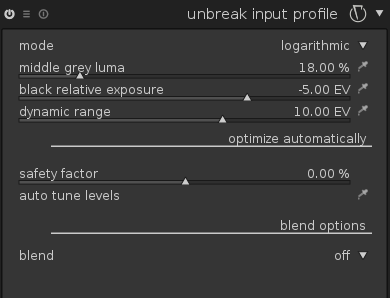 unbreak input profile
mode logarithmic
middle grey luma 18.00 %
black relative exposure -5.00 EV
dynamic range 10.00 EV
optimize automatically
safety factor 0.00 %
auto tune levels
blend options
blend off